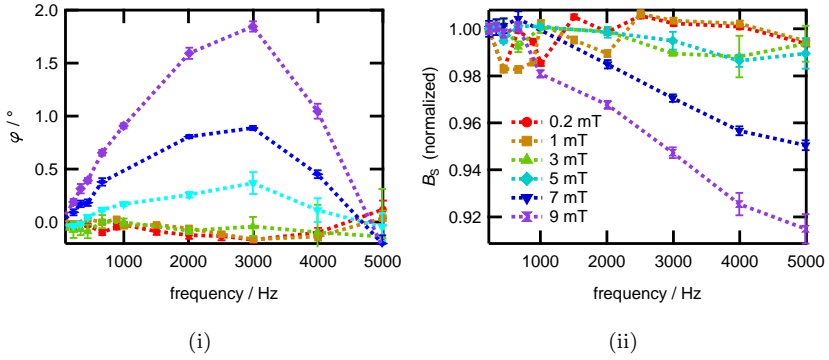 2.0
1.5
1.0
0.5
0.0
φ / °
1000
2000
3000
4000
5000
frequency / Hz
(i)
1.00
0.98
0.96
0.94
0.92
BS (normalized)
0.2 mT
1 mT
3 mT
5 mT
7 mT
9 mT
1000
2000
3000
4000
5000
frequency / Hz
(ii)